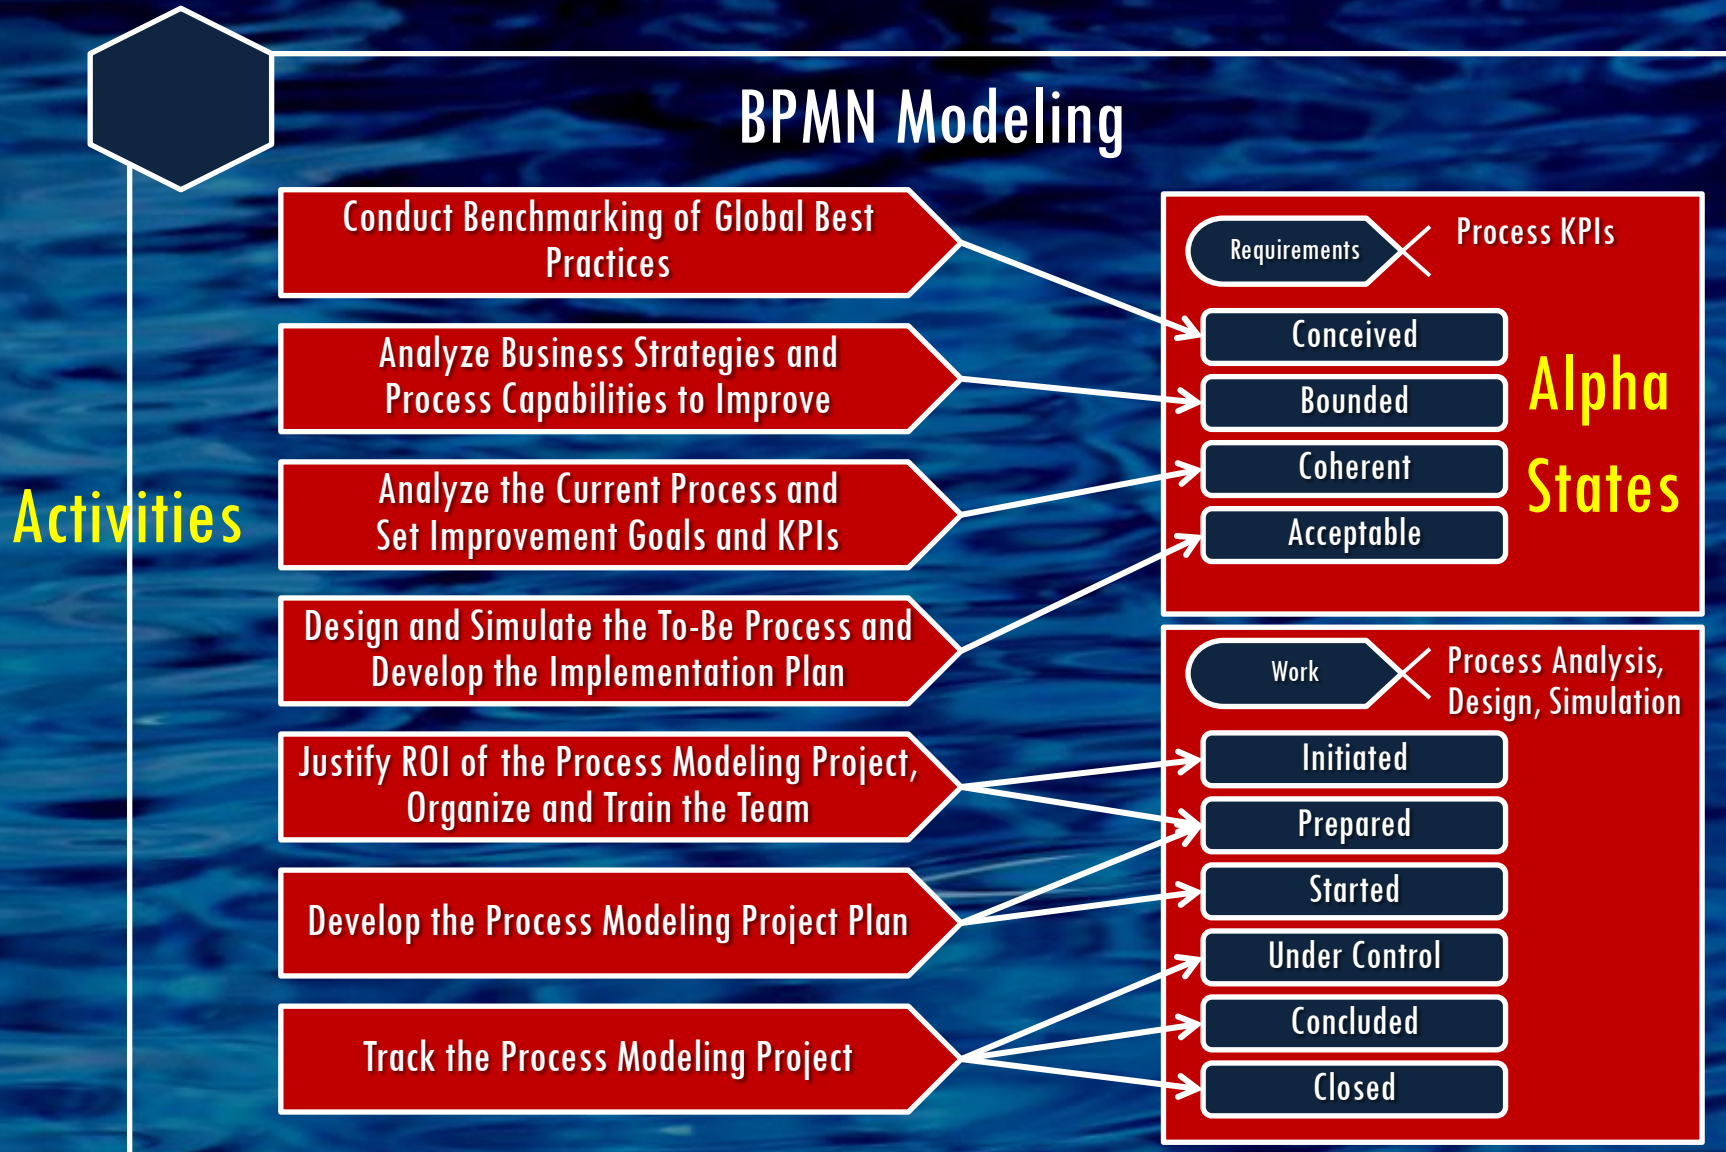 BPMN Modeling
Activities
Conduct Benchmarking of Global Best
Practices
Analyze Business Strategies and
Process Capabilities to Improve
Analyze the Current Process and
Set Improvement Goals and KPIs
Design and Simulate the To-Be Process and
Develop the Implementation Plan
Justify ROI of the Process Modeling Project,
Organize and Train the Team
Develop the Process Modeling Project Plan
Track the Process Modeling Project
Requirements
Process KPIs
Conceived
Bounded
Coherent
Acceptable
Alpha
States
Work
Process Analysis,
Design, Simulation
Initiated
Prepared
Started
Under Control
Concluded
Closed